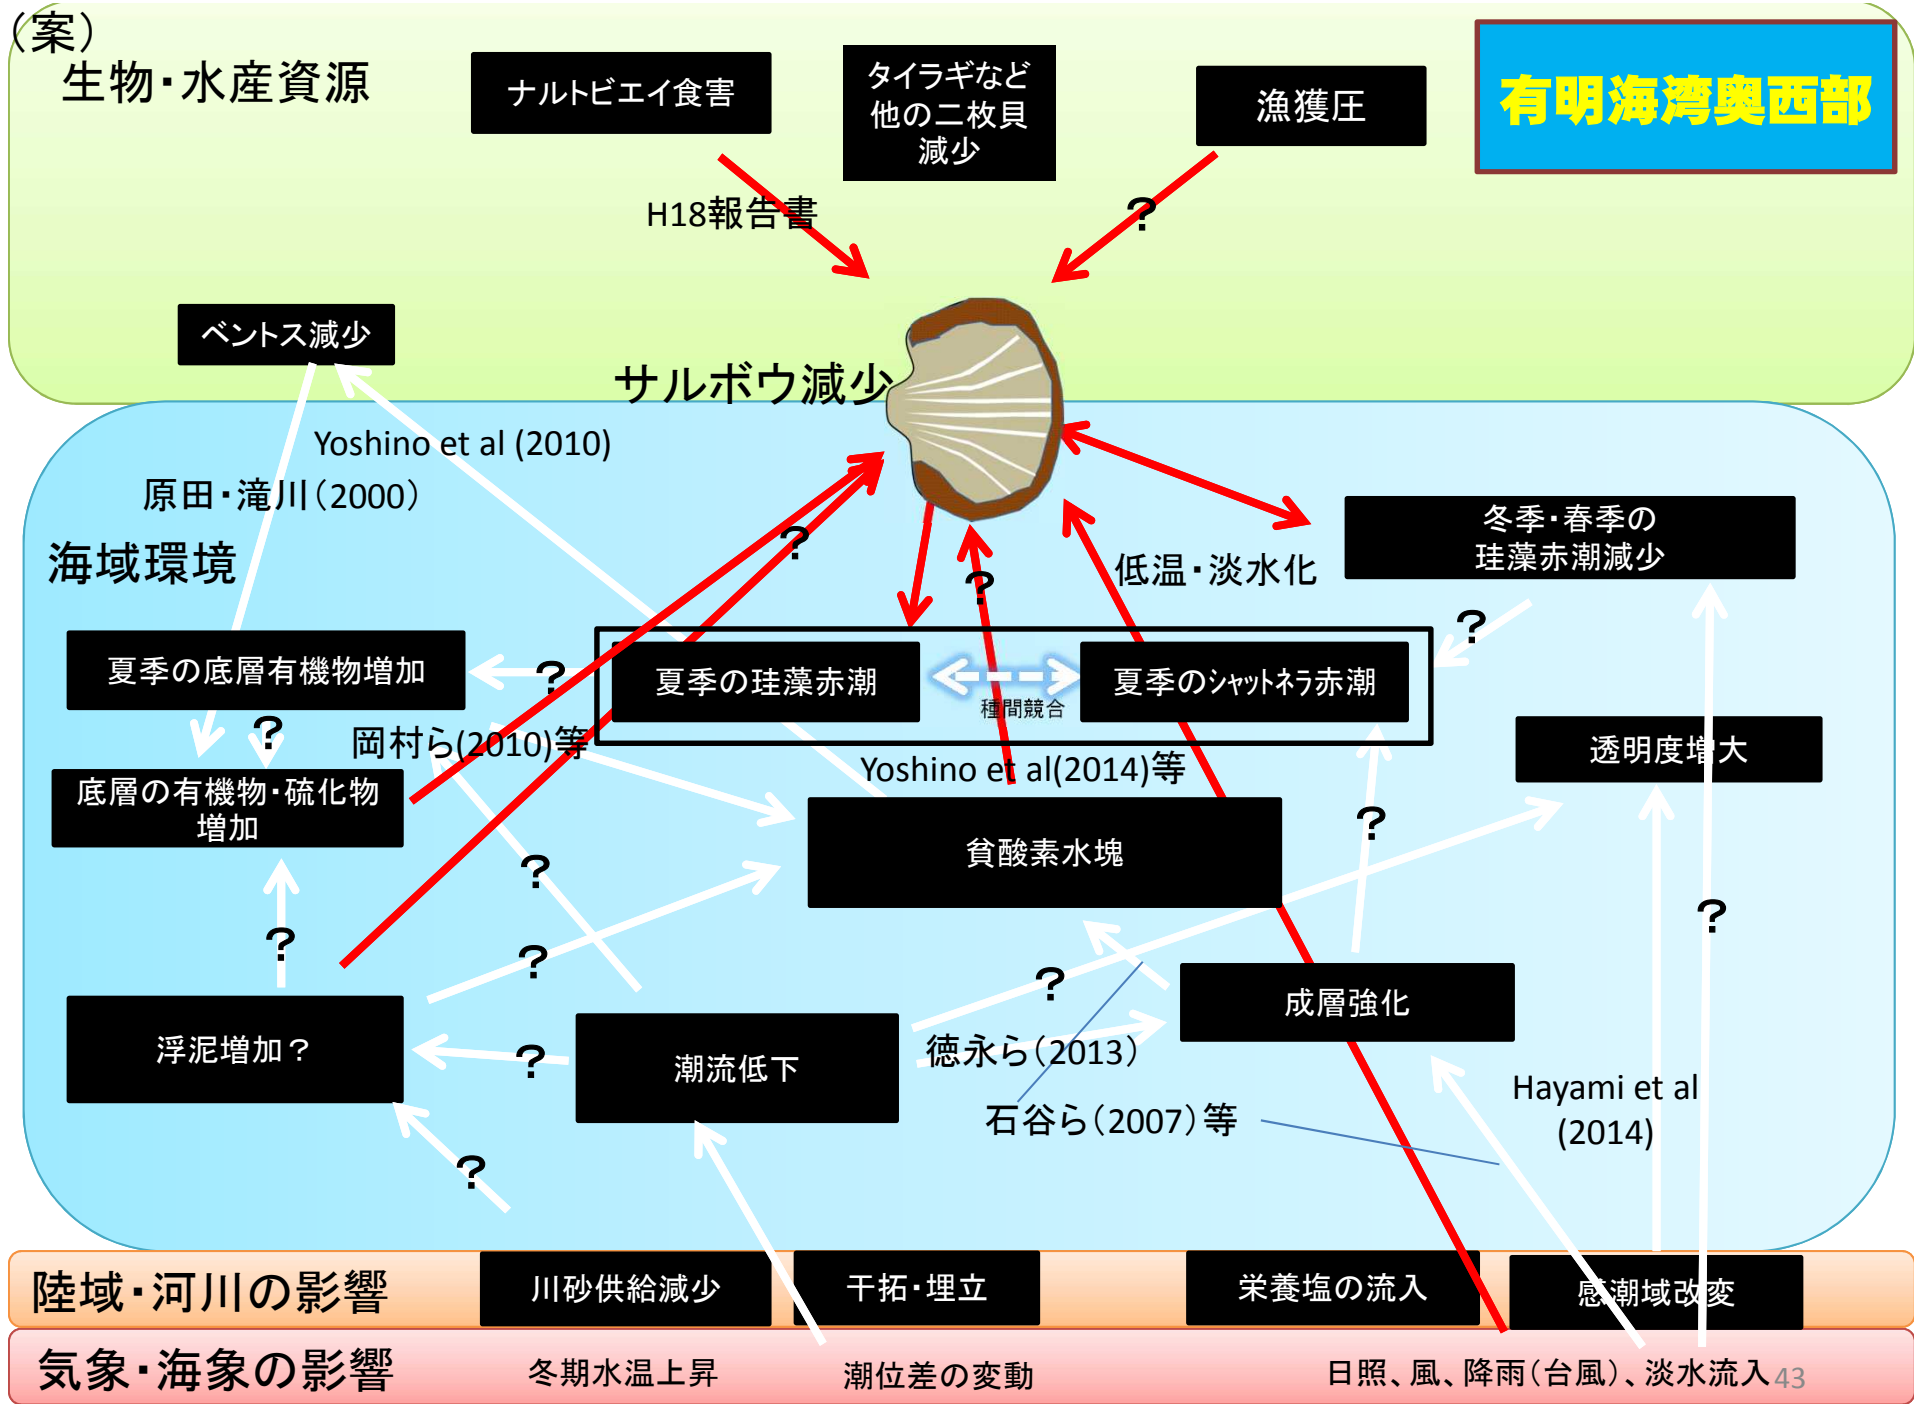 （案）
生物・水産資源
ナルトビエイ食害
タイラギなど
他の二枚貝
減少
漁獲圧
有明海湾奥西部
H18報告書
？
ベントス減少
サルボウ減少
Yoshino et al (2010)
原田・滝川（2000）
海域環境
？
？
低温・淡水化
冬季・春季の
珪藻赤潮減少
？
夏季の底層有機物増加
？
夏季の珪藻赤潮
種間競合
夏季のシャットネラ赤潮
？
岡村ら(2010)等
Yoshino et al(2014)等
透明度増大
底層の有機物・硫化物
増加
？
貧酸素水塊
？
？
？
？
？
成層強化
浮泥増加？
？
潮流低下
徳永ら（2013）
石谷ら（2007）等
Hayami et al
(2014)
？
陸域・河川の影響
川砂供給減少
干拓・埋立
栄養塩の流入
感潮域改変
気象・海象の影響
冬期水温上昇
潮位差の変動
日照、風、降雨（台風）、淡水流入
43